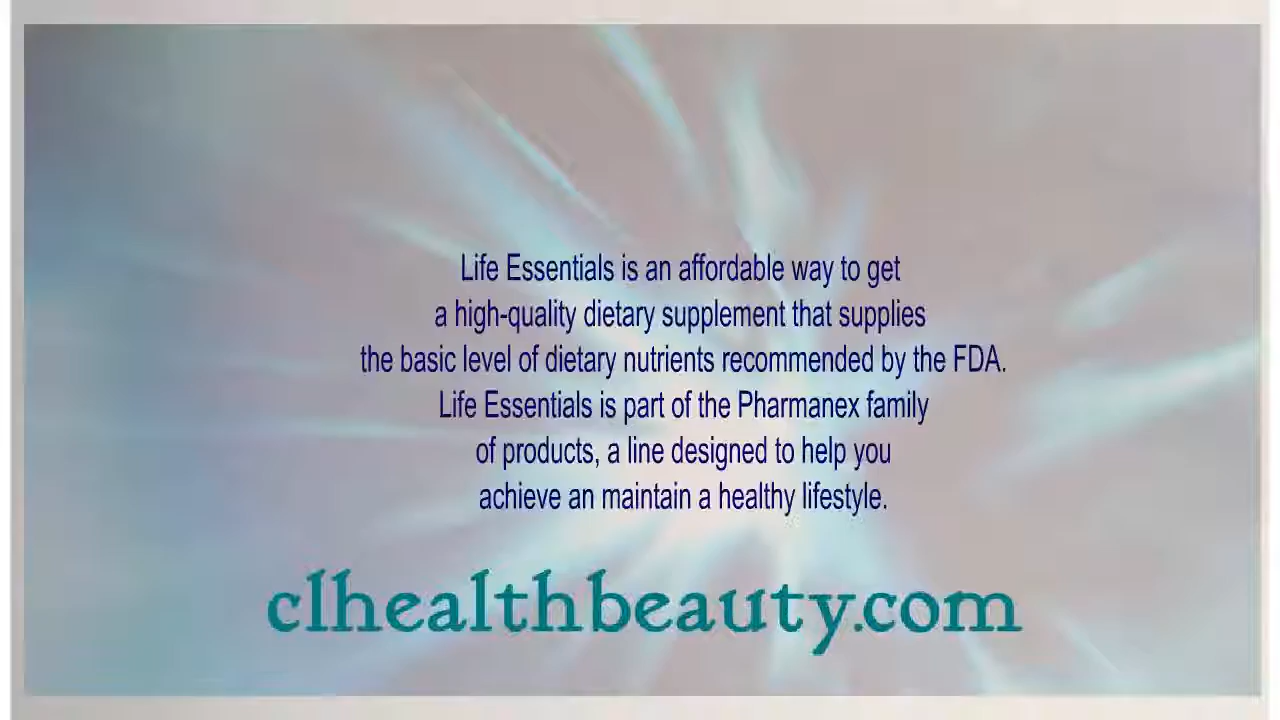 Life Essentials is an affordable way to get
a high-quality dietary supplement that supplies
the basic level of dietary nutrients recommended by the FDA.
Life Essentials is part of the Pharmanex family
of products, a line designed to help you
achieve an maintain a healthy lifestyle.
clhealthbeauty.com